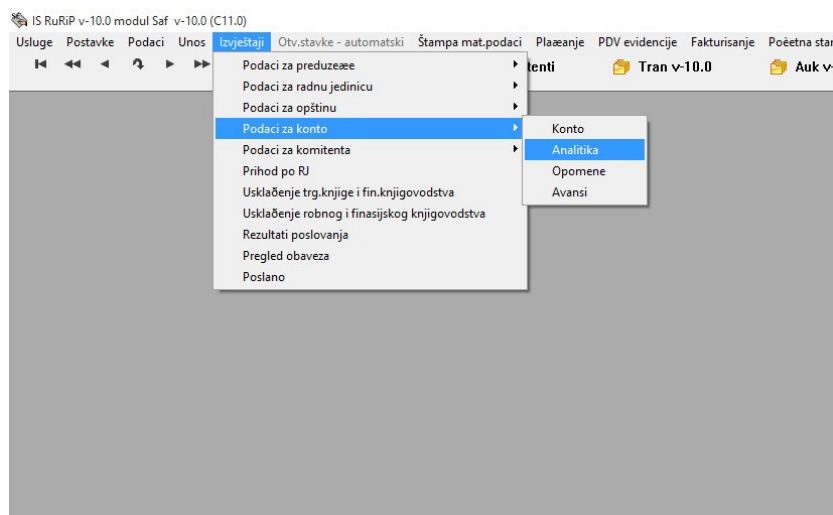 IS RuRiP v-10.0 modul Saf v-10.0 (C11.0)
Usluge Postavke Podaci Unos Izvještaji Otv.stavke - automatski Štampa mat.podaci Plaæanje PDV evidencije Fakturisanje Poèetna star
tenti Tran v-10.0 Auk v-
Podaci za preduzeæe
Podaci za radnu jedinicu
Podaci za opštinu
Podaci za konto
Podaci za komitenta
Prihod po RJ
Usklaðenje trg.knjige i fin.knjigovodstva
Usklaðenje robnog i finasijskog knjigovodstva
Rezultati poslovanja
Pregled obaveza
Poslano
Konto
Analitika
Opomene
Avansi